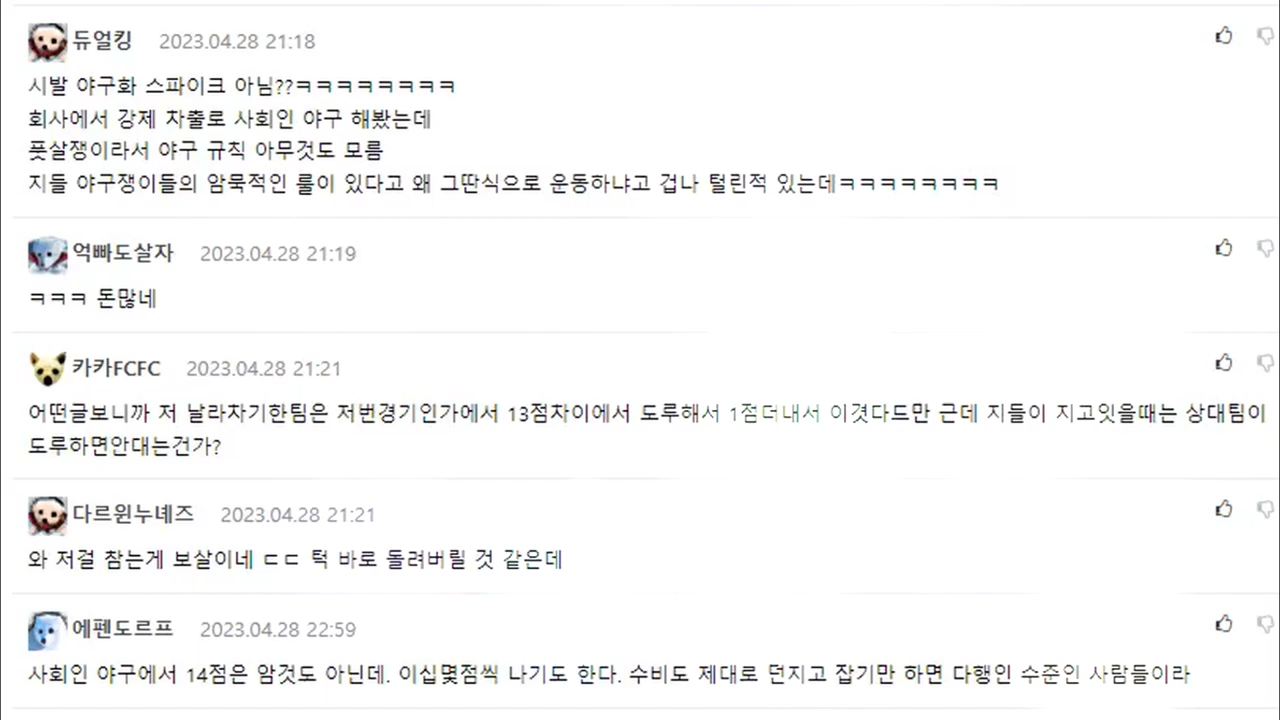 듀얼킹 2023.04.28 21:18
시발 야구화 스파이크 아님??ㅋㅋㅋㅋㅋㅋㅋㅋ
회사에서 강제 차출로 사회인 야구 해봤는데
풋살쟁이라서 야구 규칙 아무것도 모름
지들 야구쟁이들의 암묵적인 룰이 있다고 왜 그딴식으로 운동하냐고 겁나 털린적 있는데ㅋㅋㅋㅋㅋㅋㅋㅋ
억빠도살자 2023.04.28 21:19
ㅋㅋㅋ 돈많네
카카FCFC 2023.04.28 21:21
어떤글보니까 저 날라차기한팀은 저번경기인가에서 13점차이에서 도루해서 1점더내서 이겼다드만 근데 지들이 지고잇을때는 상대팀이
도루하면안대는건가?
다르윈누녜즈 2023.04.28 21:21
와 저걸 참는게 보살이네 ㄷㄷ 턱 바로 돌려버릴 것 같은데
에펜도르프 2023.04.28 22:59
사회인 야구에서 14점은 암것도 아닌데. 이십몇점씩 나기도 한다. 수비도 제대로 던지고 잡기만 하면 다행인 수준인 사람들이라